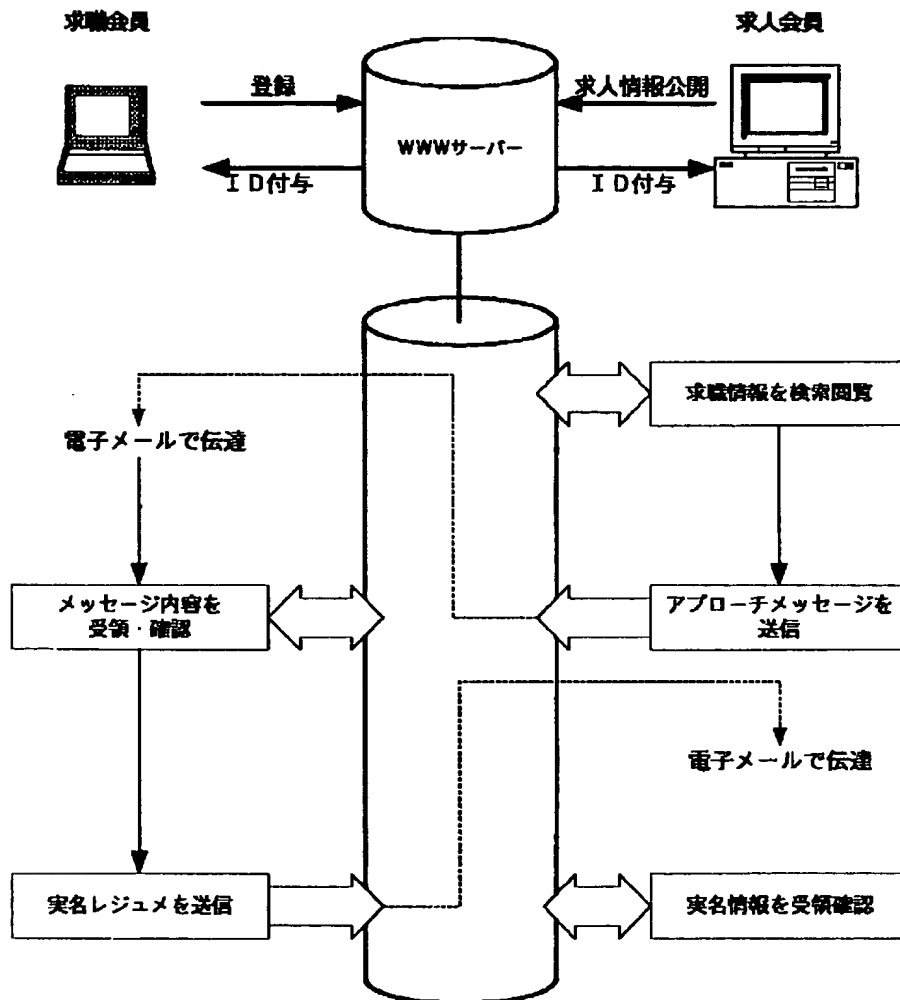 求職会員
求人会員
登録
求人情報公開
WWWサーバー
ID付与
ID付与
求職情報を検索閲覧
電子メールで伝達
メッセージ内容を
受領・確認
アプローチメッセージを
送信
電子メールで伝達
実名レジュメを送信
実名情報を受領確認